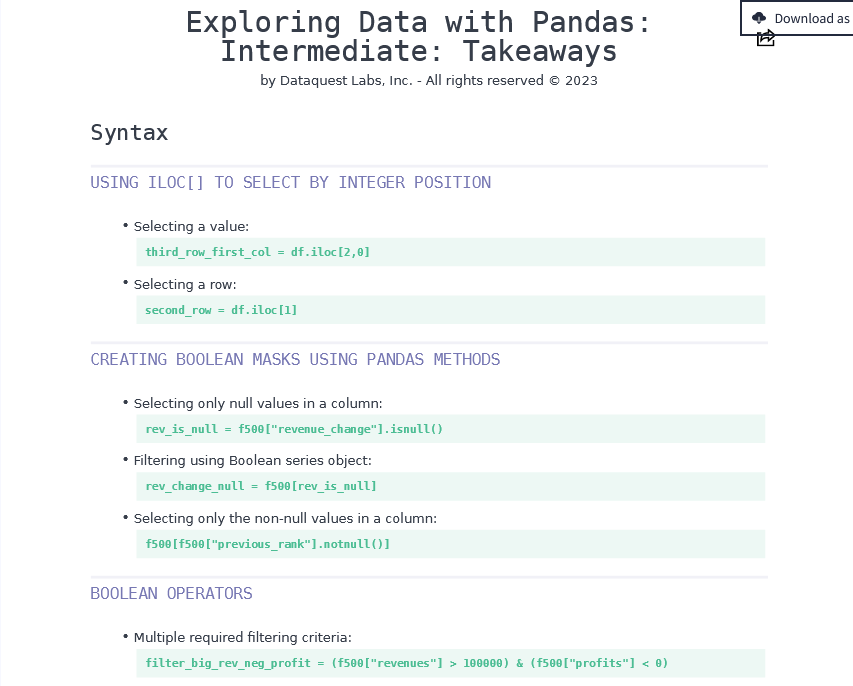 Exploring Data with Pandas:
Intermediate: Takeaways
Download as
by Dataquest Labs, Inc. - All rights reserved © 2023
Syntax
USING ILOC[] TO SELECT BY INTEGER POSITION
• Selecting a value:
third_row_first_col = df.iloc[2,0]
• Selecting a row:
second_row = df.iloc[1]
CREATING BOOLEAN MASKS USING PANDAS METHODS
• Selecting only null values in a column:
rev_is_null = f500["revenue_change"].isnull()
• Filtering using Boolean series object:
rev_change_null = f500[rev_is_null]
• Selecting only the non-null values in a column:
f500[f500["previous_rank"].notnull()]
BOOLEAN OPERATORS
• Multiple required filtering criteria:
filter_big_rev_neg_profit = (f500["revenues"] > 100000) & (f500["profits"] < 0)